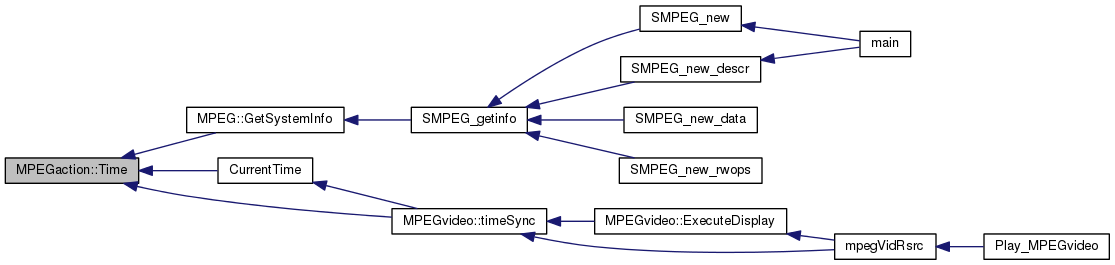 SMPEG_new
main
SMPEG_new_descr
MPEG::GetSystemInfo
SMPEG_getinfo
SMPEG_new_data
MPEGaction::Time
CurrentTime
SMPEG_new_rwops
MPEGvideo::timeSync
MPEGvideo::ExecuteDisplay
mpegVidRsrc
Play_MPEGvideo